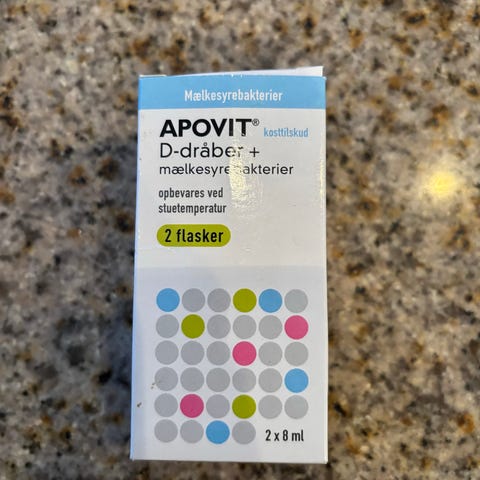 Mælkesyrebakterier
APOVIT® kosttilskud
D-dråber +
mælkesyrebakterier
opbevares ved
stuetemperatur
2 flasker
2 x 8 ml